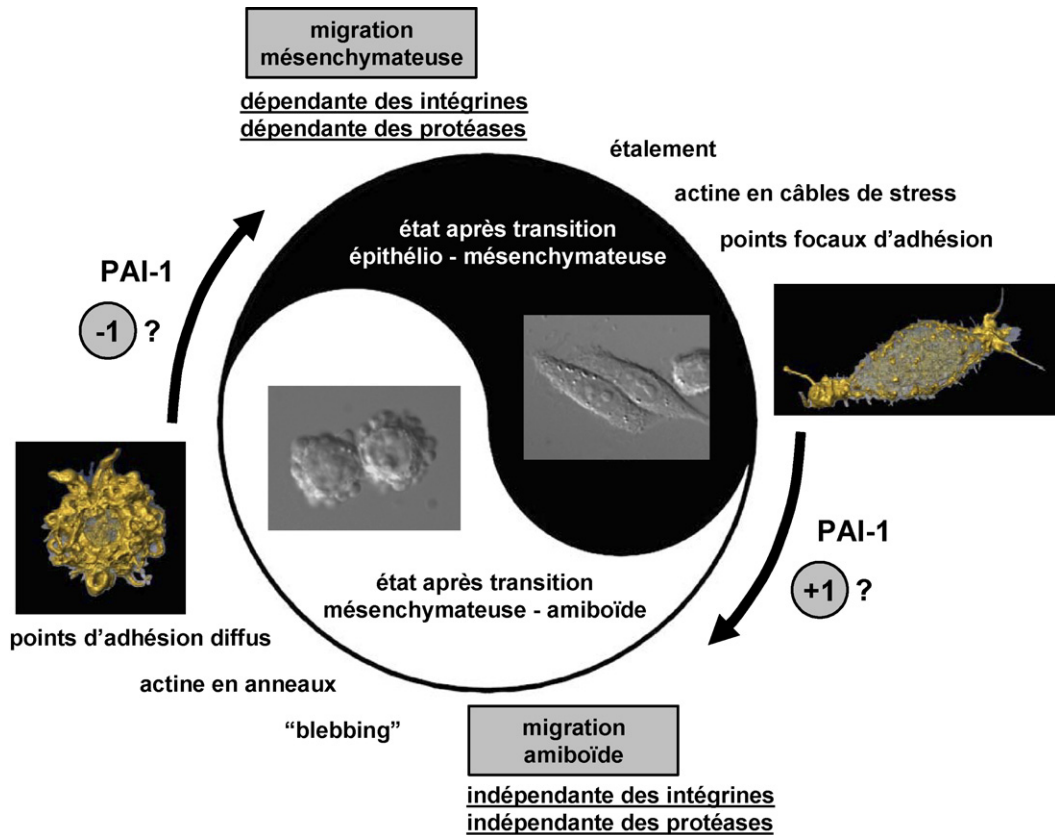 migration
mésenchymateuse
dépendante des intégrines
dépendante des protéases
étalement
actine en câbles de stress
points focaux d'adhésion
état après transition
épithélio - mésenchymateuse
PAI-1
-1 ?
PAI-1
+1 ?
état après transition
mésenchymateuse - amiboïde
points d'adhésion diffus
actine en anneaux
“blebbing”
migration
amiboïde
indépendante des intégrines
indépendante des protéases